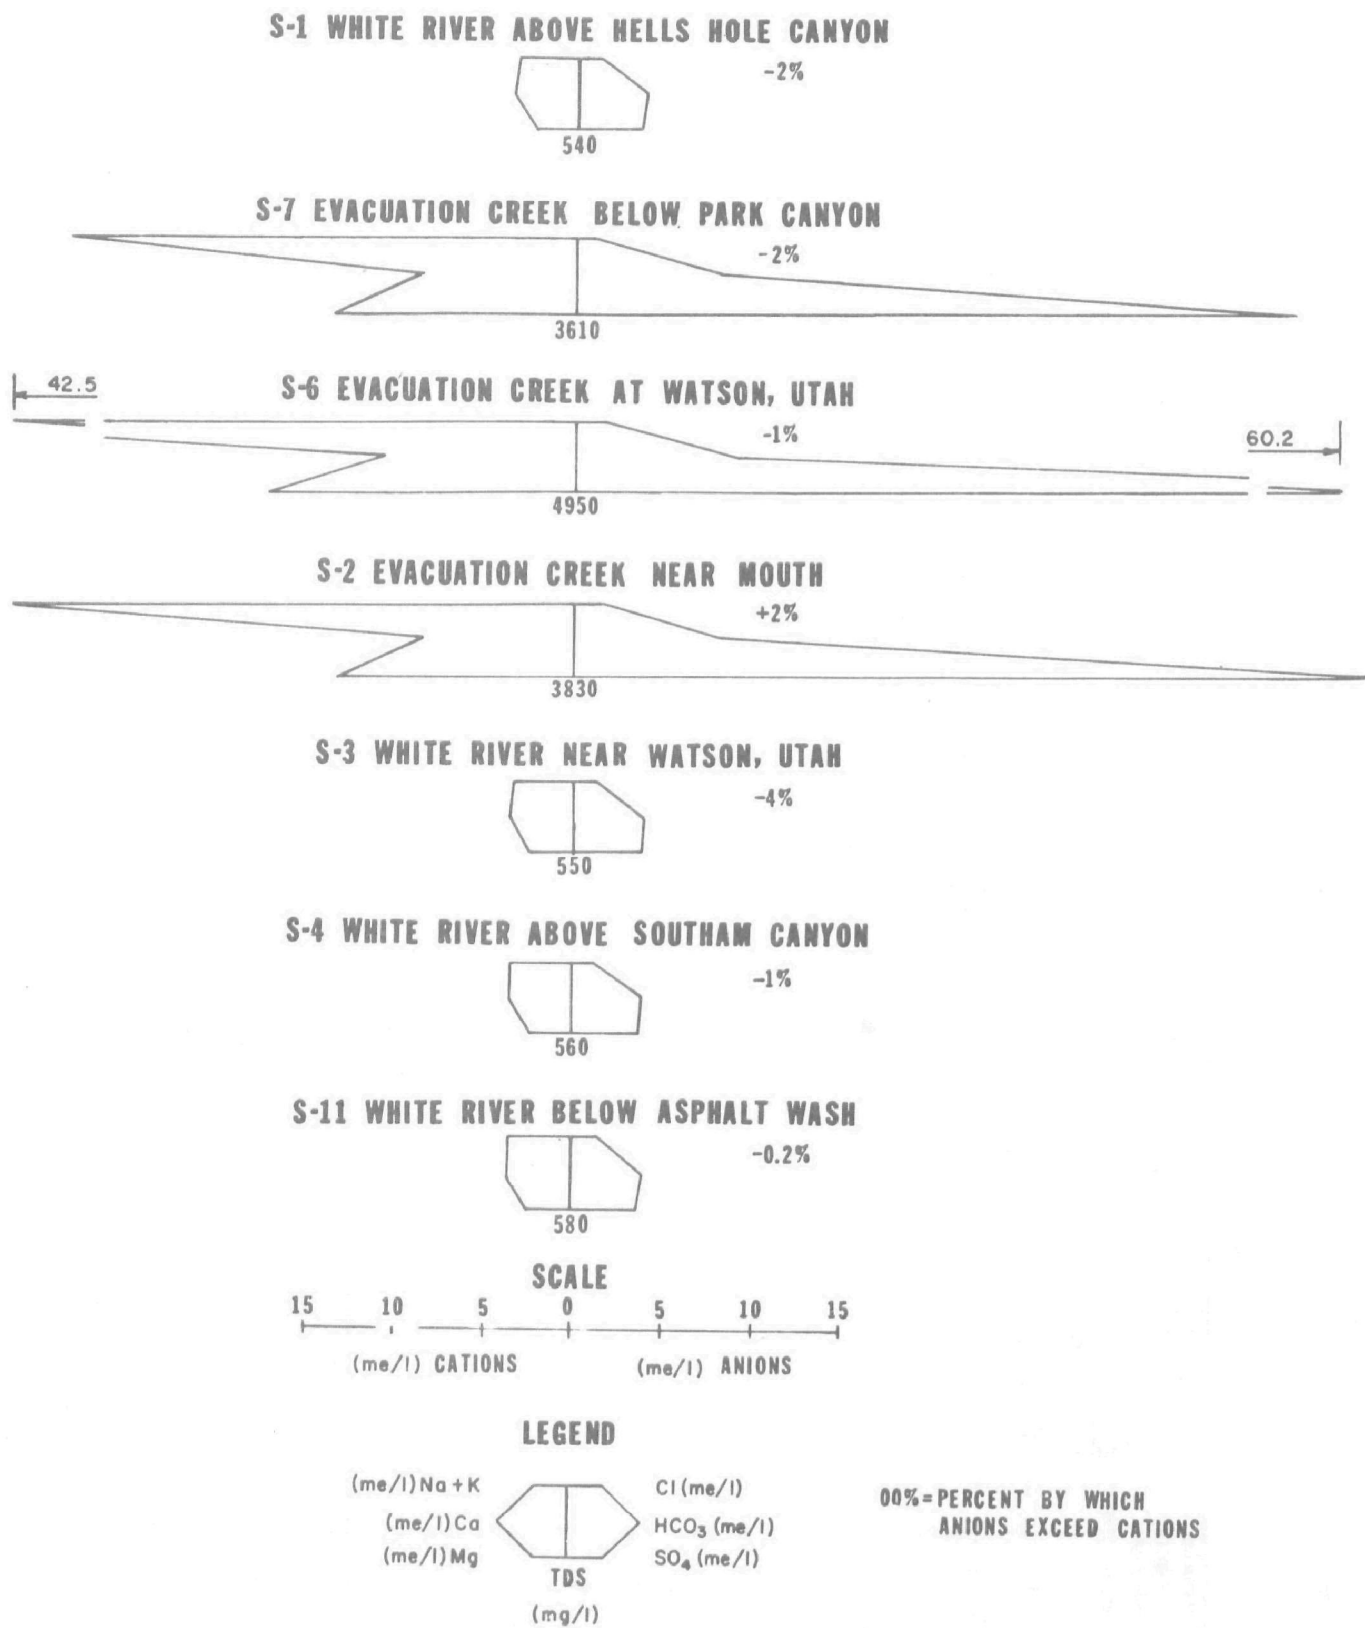 S-1 WHITE RIVER ABOVE HELLS HOLE CANYON
-2%
540
S-7 EVACUATION CREEK BELOW PARK CANYON
-2%
3610
42.5
S-6 EVACUATION CREEK AT WATSON, UTAH
-1%
60.2
4950
S-2 EVACUATION CREEK NEAR MOUTH
+2%
3830
S-3 WHITE RIVER NEAR WATSON, UTAH
-4%
550
S-4 WHITE RIVER ABOVE SOUTHAM CANYON
-1%
560
S-11 WHITE RIVER BELOW ASPHALT WASH
-0.2%
580
SCALE
15 10 5 0 5 10 15
(me/l) CATIONS (me/l) ANIONS
LEGEND
(me/l) Na + K Cl (me/l)
(me/l) Ca HCO₃ (me/l)
(me/l) Mg SO₄ (me/l)
TDS
(mg/l)
00% = PERCENT BY WHICH
ANIONS EXCEED CATIONS